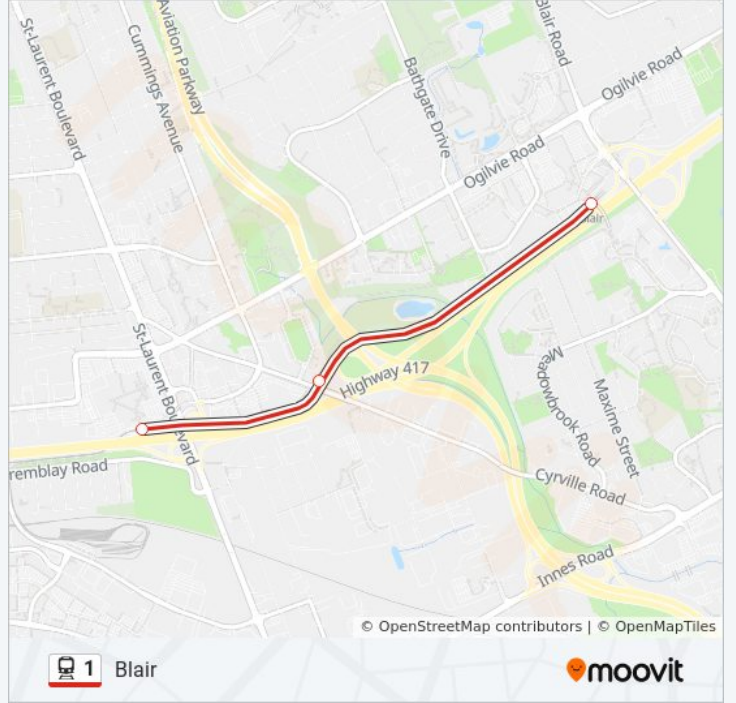 St-Laurent Boulevard
Cummings Avenue
Aviation Parkway
Bathgate Drive
Blair Road
Ogilvie Road
Ogilvie Road
Blair
St-Laurent Boulevard
Highway 417
Meadowbrook Road
Maxime Street
remblay Road
Cyrville Road
Innes Road
© OpenStreetMap contributors | © OpenMapTiles
1 Blair
moovit